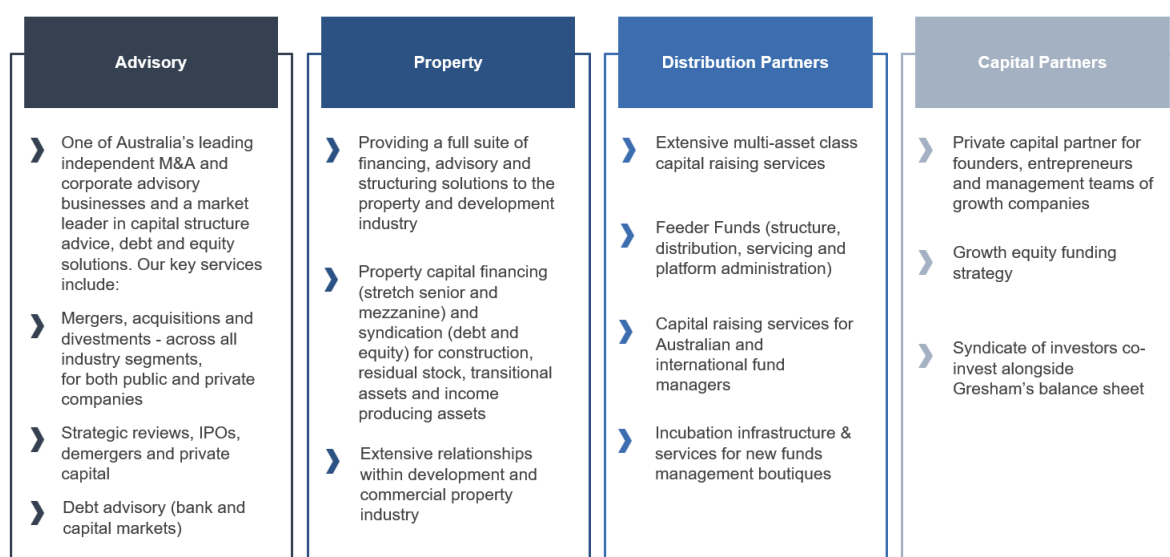 Advisory
One of Australia's leading
independent M&A and
corporate advisory
businesses and a market
leader in capital structure
advice, debt and equity
solutions. Our key services
include:
Mergers, acquisitions and
divestments - across all
industry segments,
for both public and private
companies
Strategic reviews, IPOs,
demergers and private
capital
Debt advisory (bank and
capital markets)
Property
Providing a full suite of
financing, advisory and
structuring solutions to the
property and development
industry
Property capital financing
(stretch senior and
mezzanine) and
syndication (debt and
equity) for construction,
residual stock, transitional
assets and income
producing assets
Extensive relationships
within development and
commercial property
industry
Distribution Partners
Extensive multi-asset class
capital raising services
Feeder Funds (structure,
distribution, servicing and
platform administration)
Capital raising services for
Australian and
international fund
managers
Incubation infrastructure &
services for new funds
management boutiques
Capital Partners
Private capital partner for
founders, entrepreneurs
and management teams of
growth companies
Growth equity funding
strategy
Syndicate of investors co-
invest alongside
Gresham's balance sheet